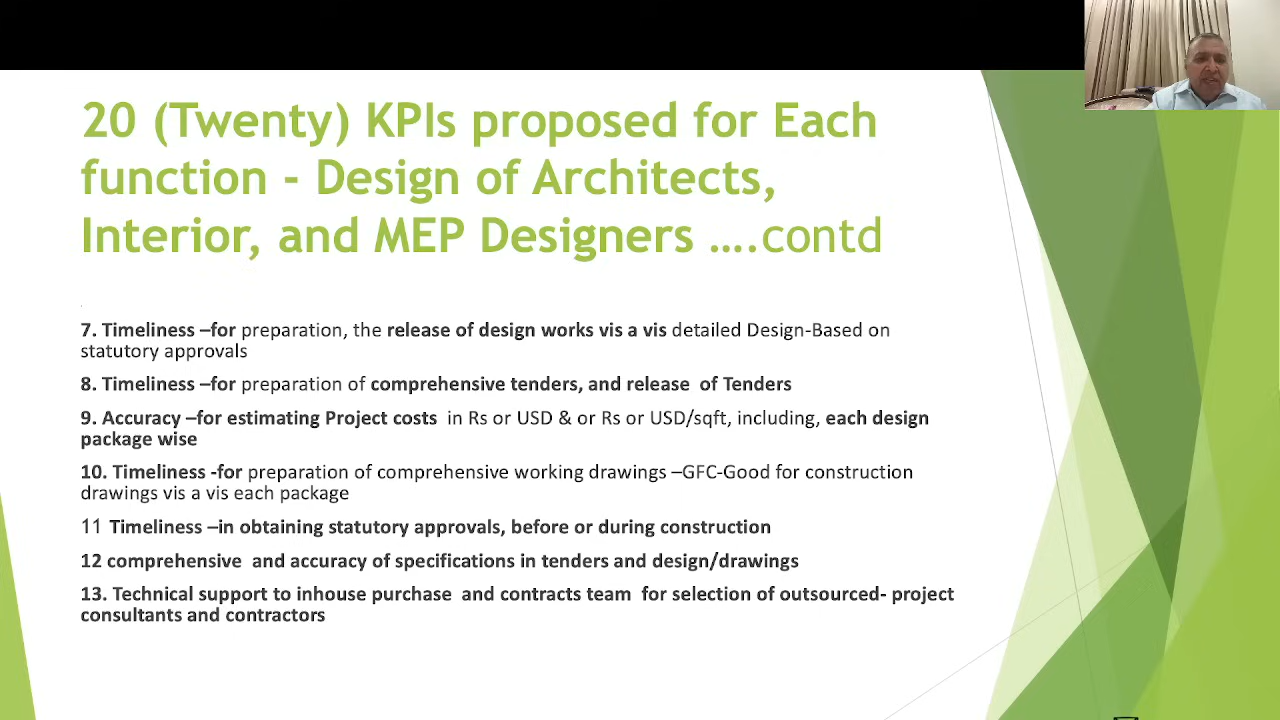 20 (Twenty) KPIs proposed for Each
function - Design of Architects,
Interior, and MEP Designers ....contd
7. Timeliness –for preparation, the release of design works vis a vis detailed Design-Based on
statutory approvals
8. Timeliness –for preparation of comprehensive tenders, and release of Tenders
9. Accuracy –for estimating Project costs in Rs or USD & or Rs or USD/sqft, including, each design
package wise
10. Timeliness -for preparation of comprehensive working drawings –GFC-Good for construction
drawings vis a vis each package
11 Timeliness –in obtaining statutory approvals, before or during construction
12 comprehensive and accuracy of specifications in tenders and design/drawings
13. Technical support to inhouse purchase and contracts team for selection of outsourced- project
consultants and contractors